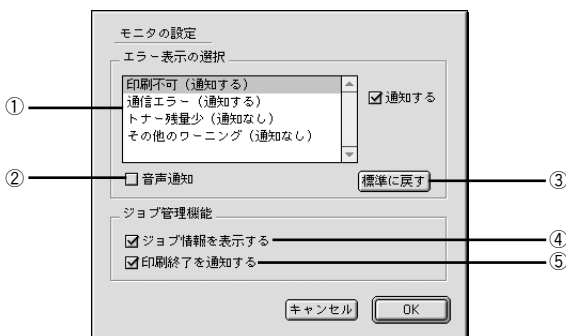 モニタの設定
エラー表示の選択
印刷不可（通知する）
通信エラー（通知する）
トナー残量少（通知なし）
その他のワーニング（通知なし）
☑通知する
①
②
□音声通知
標準に戻す
③
ジョブ管理機能
☑ジョブ情報を表示する
④
☑印刷終了を通知する
⑤
キャンセル
OK